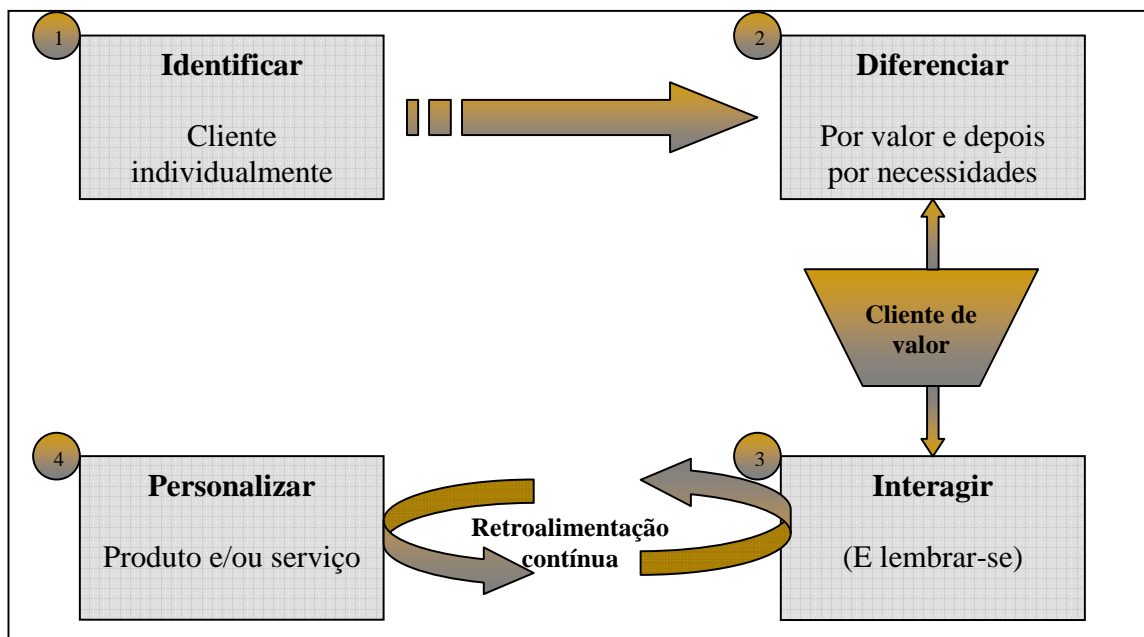 1
Identificar
Cliente
individualmente
2
Diferenciar
Por valor e depois
por necessidades
Cliente de
valor
3
Interagir
(E lembrar-se)
Retroalimentação
contínua
4
Personalizar
Produto e/ou serviço